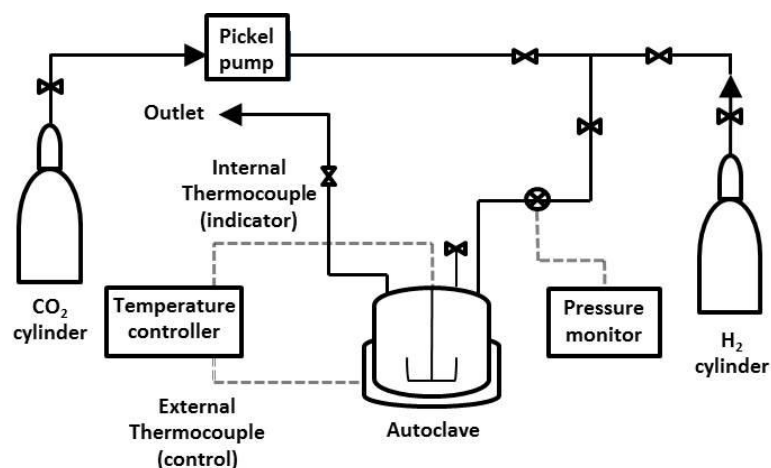 Pickel
pump
Outlet
Internal
Thermocouple
(indicator)
CO₂
cylinder
Temperature
controller
Pressure
monitor
H₂
cylinder
External
Thermocouple
(control)
Autoclave